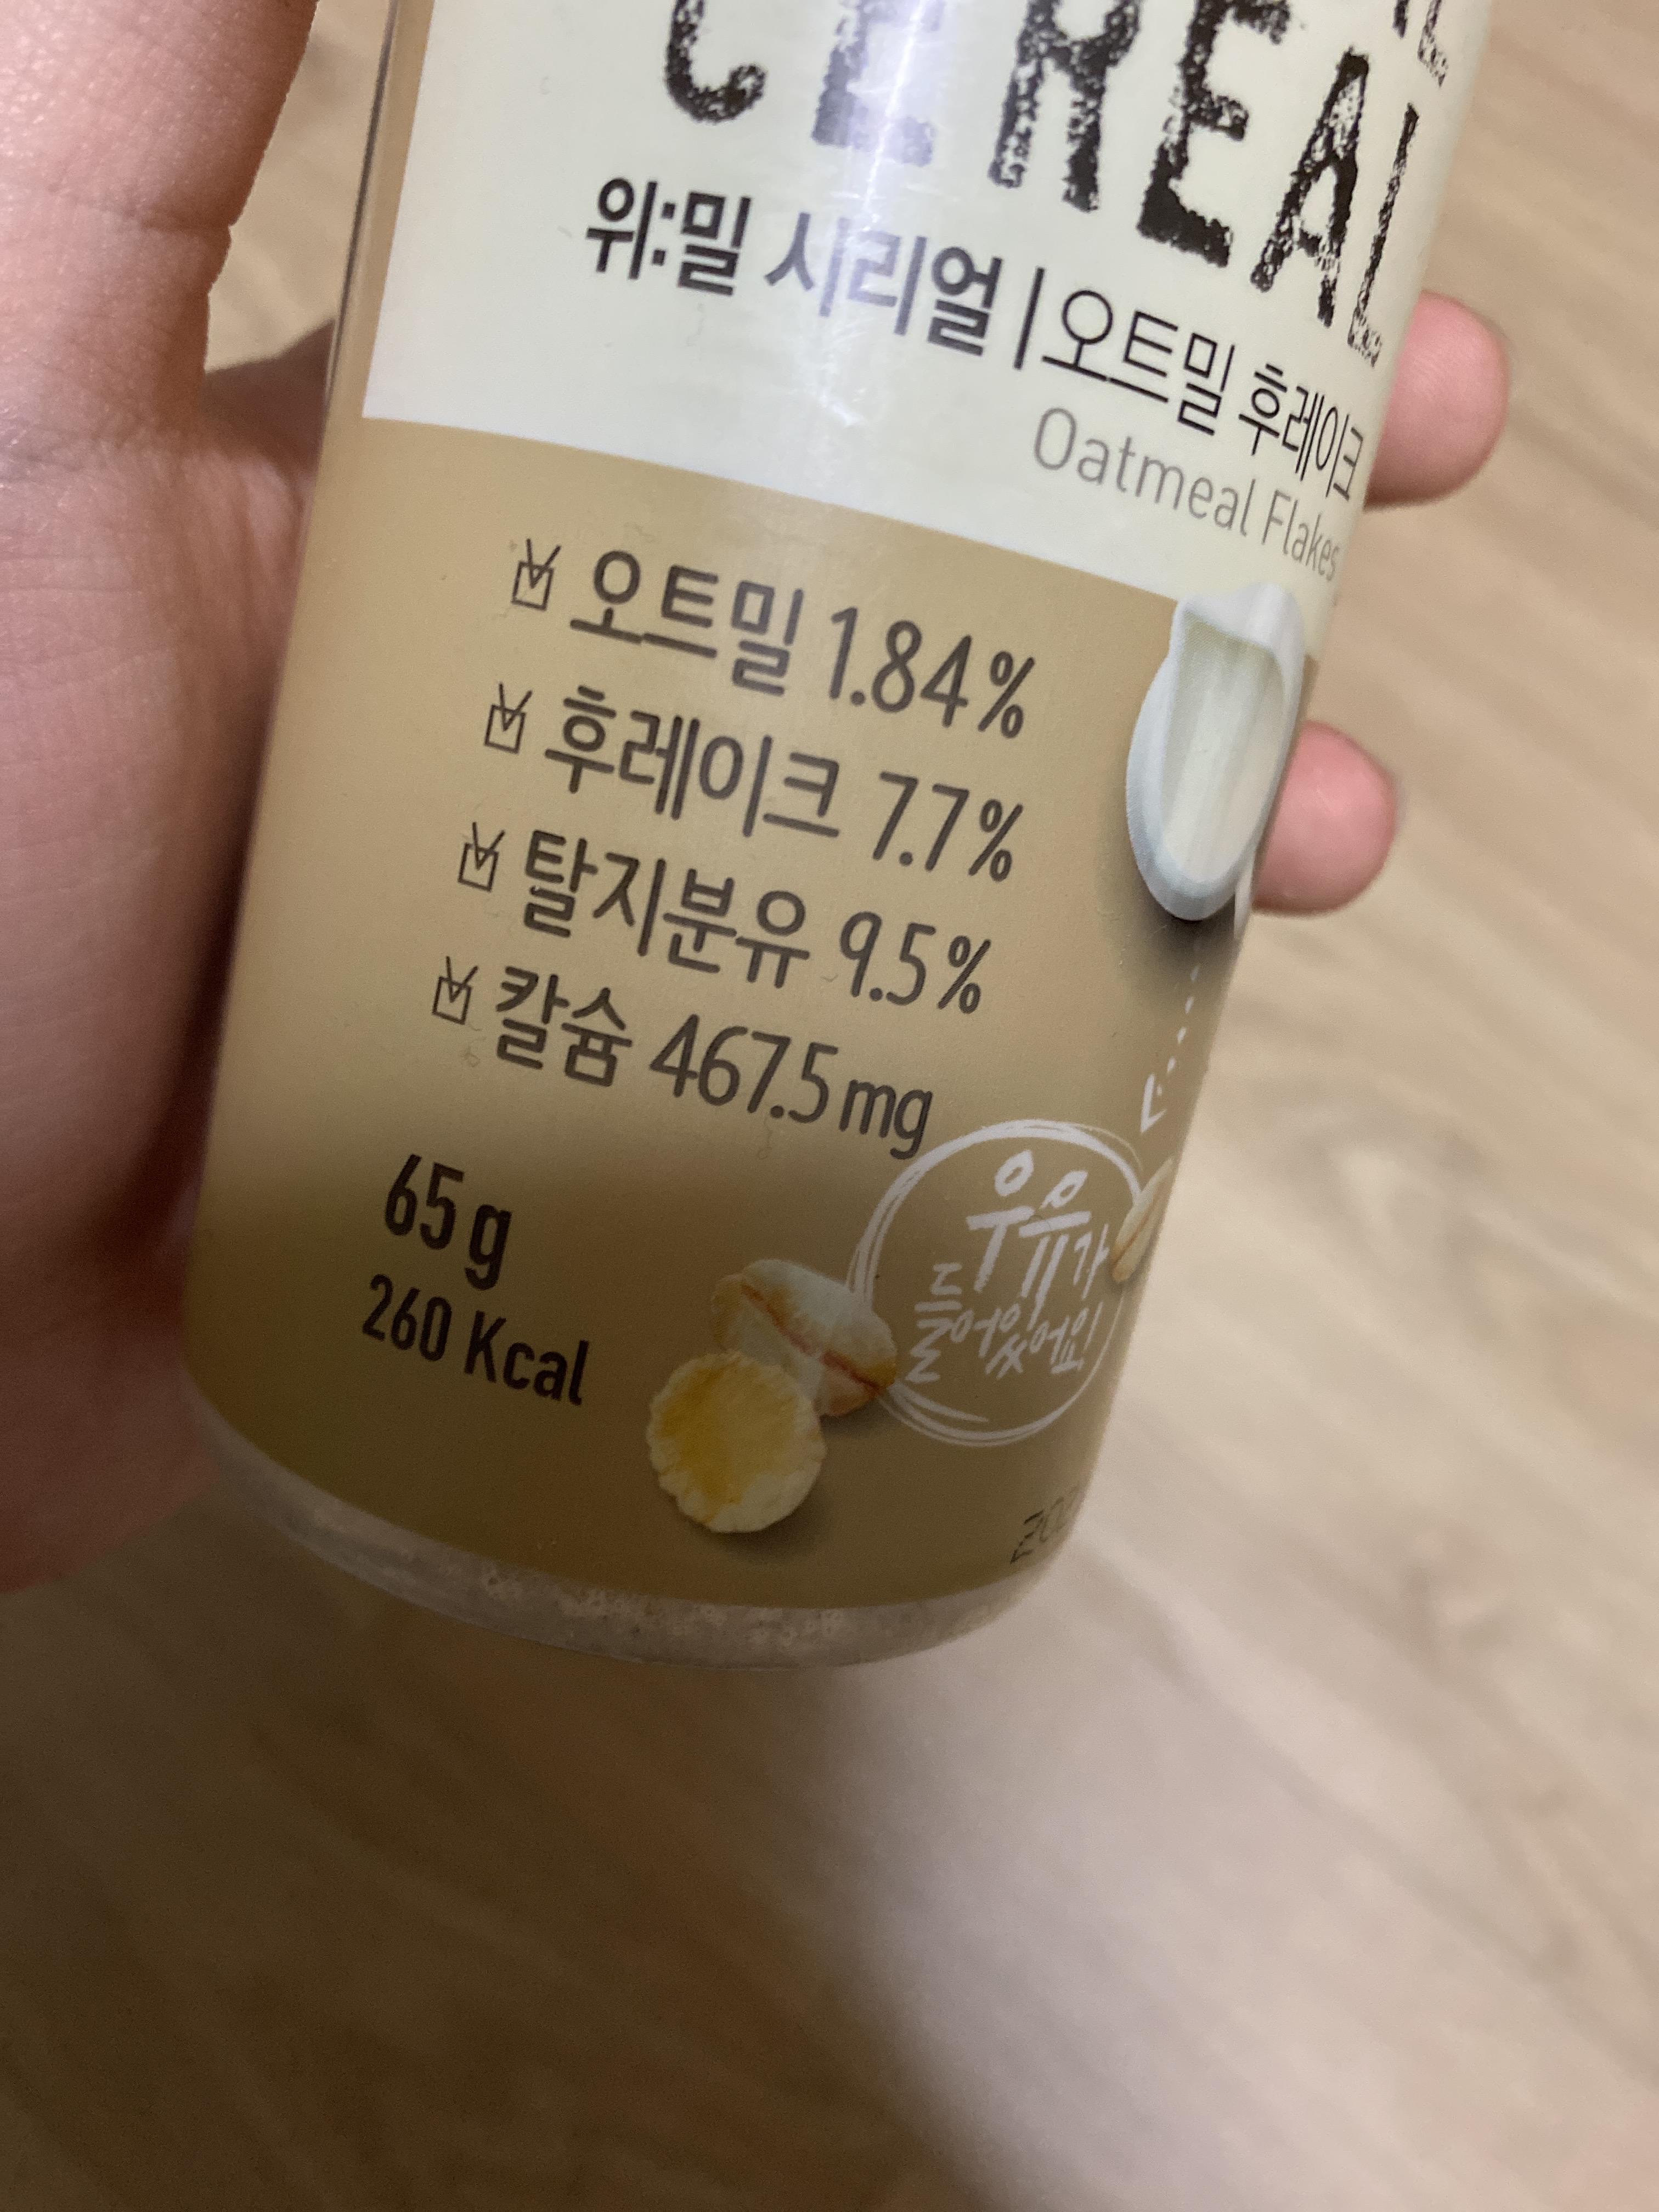 CEREAL
위:밀 시리얼 | 오트밀 후레이크
Oatmeal Flakes
오트밀 1.84%
후레이크 7.7%
탈지분유 9.5%
칼슘 467.5mg
65g
260 Kcal
우유가
들어있어요!